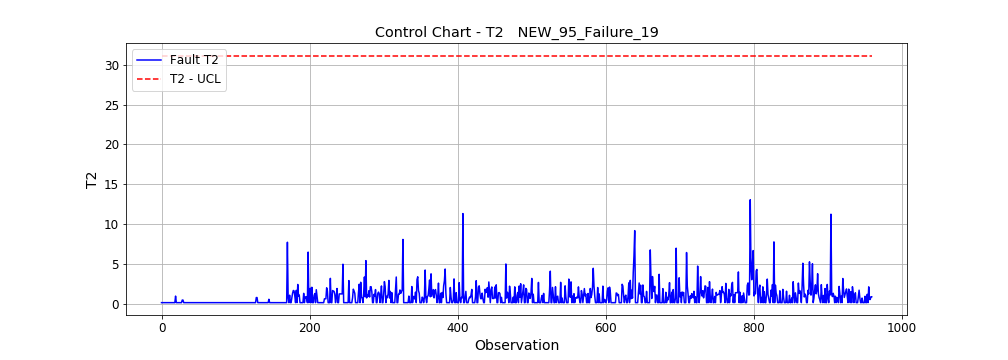 Control Chart - T2   NEW_95_Failure_19
Fault T2
T2 - UCL
T2
30
25
20
15
10
5
0
0 200 400 600 800 1000
Observation